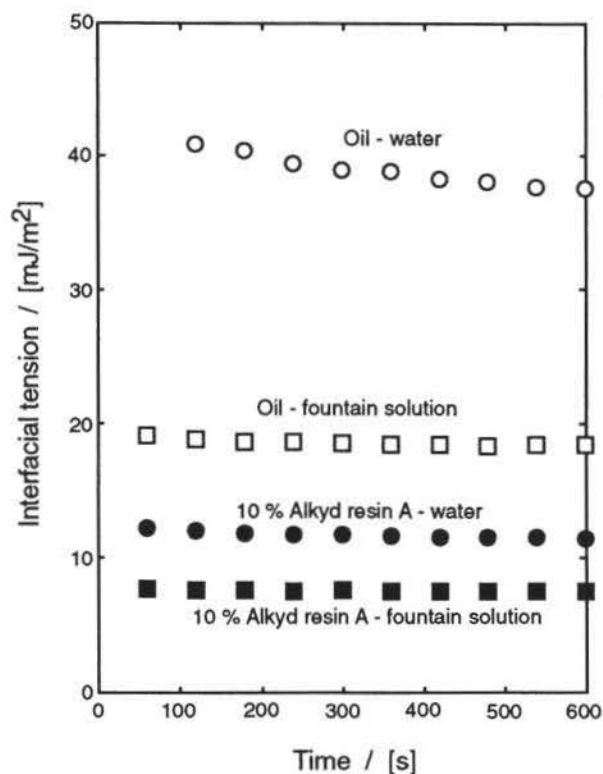 50
40
30
20
10
0
Interfacial tension / [mJ/m²]
Oil - water
Oil - fountain solution
10 % Alkyd resin A - water
10 % Alkyd resin A - fountain solution
0 100 200 300 400 500 600
Time / [s]